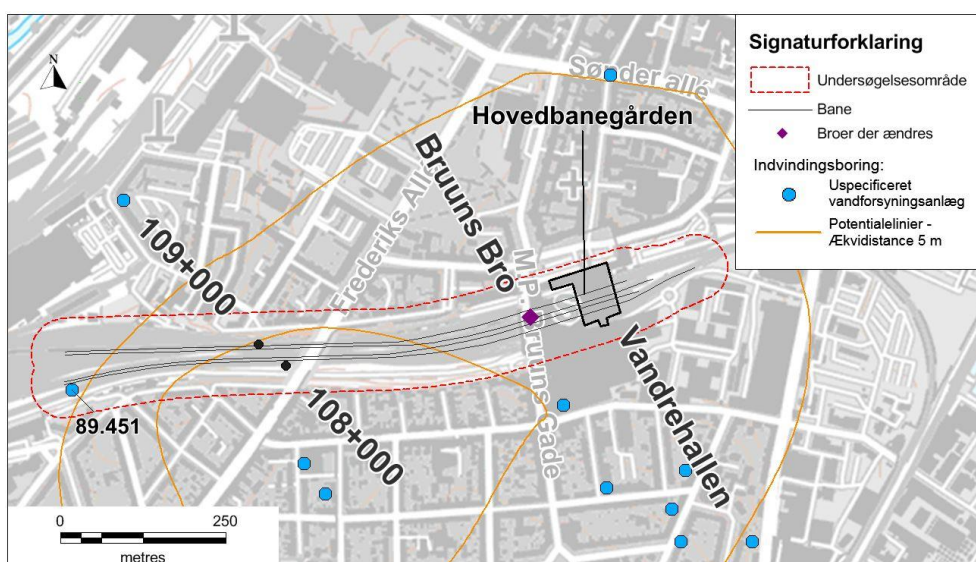 N
Sønder allé
Hovedbanegården
Bruuns Bro
Frederiks Allé
109+000
M.P. Bruuns Gade
Vandrehallen
108+000
89.451
0 250
metres
Signaturforklaring
Undersøgelsesområde
Bane
Broer der ændres
Indvindingsboring:
Uspecificeret
vandforsyningsanlæg
Potentialelinier -
Ækvidistance 5 m